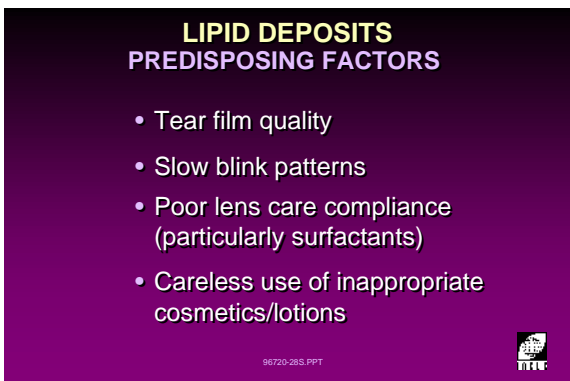 LIPID DEPOSITS
PREDISPOSING FACTORS
• Tear film quality
• Slow blink patterns
• Poor lens care compliance
(particularly surfactants)
• Careless use of inappropriate
cosmetics/lotions
96720-28S.PPT